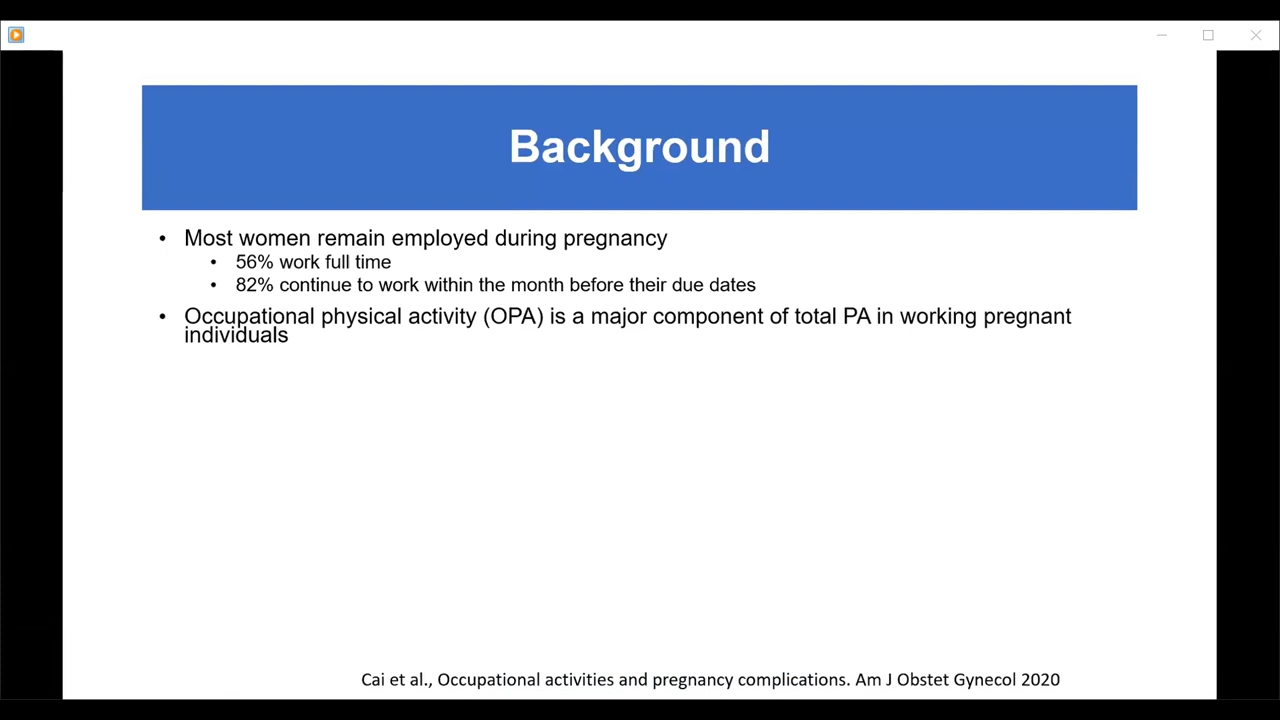 Background
• Most women remain employed during pregnancy
• 56% work full time
• 82% continue to work within the month before their due dates
• Occupational physical activity (OPA) is a major component of total PA in working pregnant
individuals
Cai et al., Occupational activities and pregnancy complications. Am J Obstet Gynecol 2020